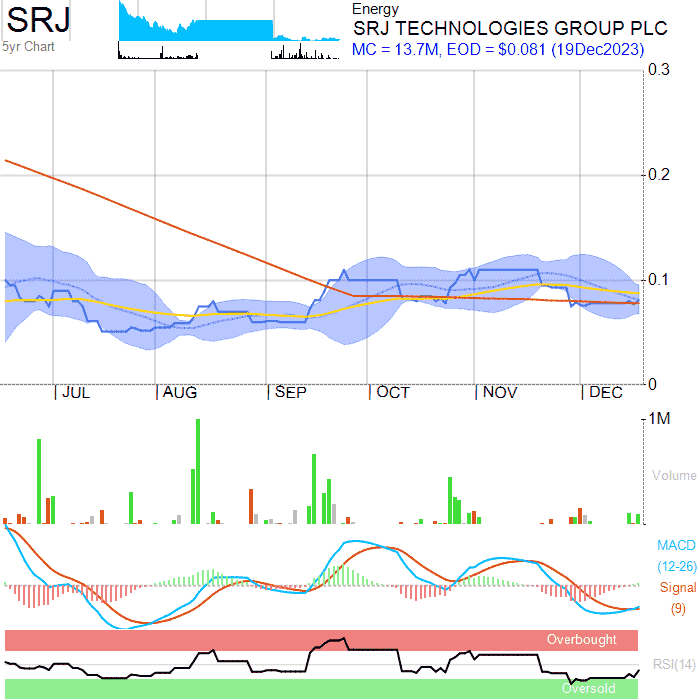 SRJ
5yr Chart
Energy
SRJ TECHNOLOGIES GROUP PLC
MC = 13.7M, EOD = $0.081 (19Dec2023)
0.3
0.2
0.1
0
JUL AUG SEP OCT NOV DEC
1M
Volume
MACD
(12-26)
Signal
(9)
Overbought
RSI(14)
Oversold